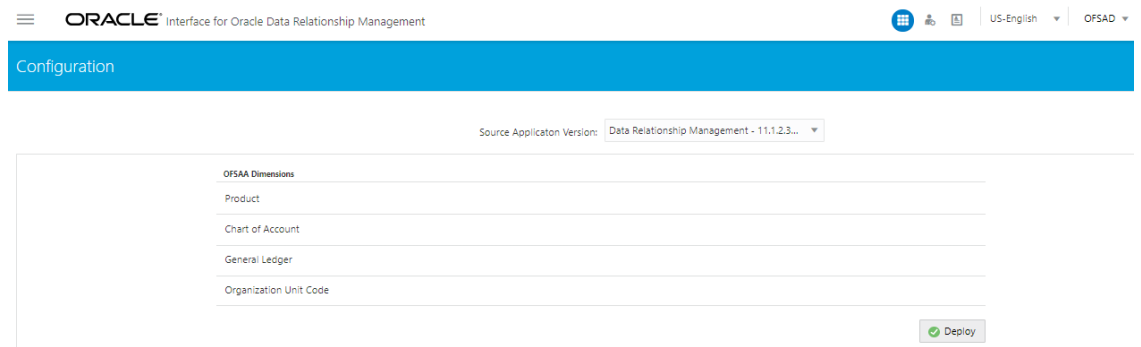 ORACLE® Interface for Oracle Data Relationship Management US-English OFSAD
Configuration
Source Applicaton Version: Data Relationship Management - 11.1.2.3...
OFSAA Dimensions
Product
Chart of Account
General Ledger
Organization Unit Code
Deploy